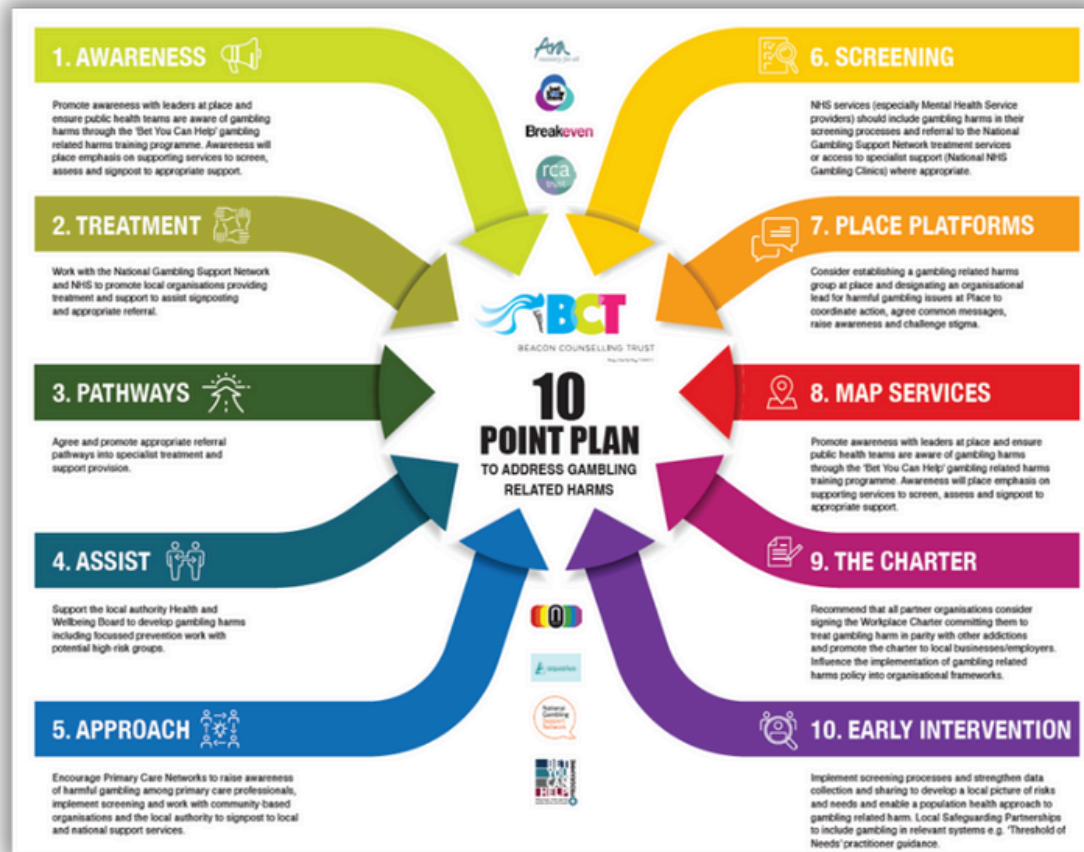 1. AWARENESS
Promote awareness with leaders at place and
ensure public health teams are aware of gambling
harms through the 'Bet You Can Help' gambling
related harms training programme. Awareness will
place emphasis on supporting services to screen,
assess and signpost to appropriate support.
2. TREATMENT
Work with the National Gambling Support Network
and NHS to promote local organisations providing
treatment and support to assist signposting
and appropriate referral.
3. PATHWAYS
Agree and promote appropriate referral
pathways into specialist treatment and
support provision.
4. ASSIST
Support the local authority Health and
Wellbeing Board to develop gambling harms
including focussed prevention work with
potential high risk groups.
5. APPROACH
Encourage Primary Care Networks to raise awareness
of harmful gambling among primary care professionals,
implement screening and work with community-based
organisations and the local authority to signpost to local
and national support services.
Ara
recovery for all
Breakeven
rca
trust
BCT
BEACON COUNSELLING TRUST
10
POINT PLAN
TO ADDRESS GAMBLING
RELATED HARMS
National
Gambling
Support
Network
BET
YOU
CAN
HELP
PROGRAMME
6. SCREENING
NHS services (especially Mental Health Service
providers) should include gambling harms in their
screening processes and referral to the National
Gambling Support Network treatment services
or access to specialist support (National NHS
Gambling Clinics) where appropriate.
7. PLACE PLATFORMS
Consider establishing a gambling related harms
group at place and designating an organisational
lead for harmful gambling issues at Place to
coordinate action, agree common messages,
raise awareness and challenge stigma.
8. MAP SERVICES
Promote awareness with leaders at place and ensure
public health teams are aware of gambling harms
through the 'Bet You Can Help' gambling related harms
training programme. Awareness will place emphasis on
supporting services to screen, assess and signpost to
appropriate support.
9. THE CHARTER
Recommend that all partner organisations consider
signing the Workplace Charter committing them to
treat gambling harm in parity with other addictions
and promote the charter to local businesses/employers.
Influence the implementation of gambling related
harms policy into organisational frameworks.
10. EARLY INTERVENTION
Implement screening processes and strengthen data
collection and sharing to develop a local picture of risks
and needs and enable a population health approach to
gambling related harm. Local Safeguarding Partnerships
to include gambling in relevant systems e.g. 'Threshold of
Needs' practitioner guidance.